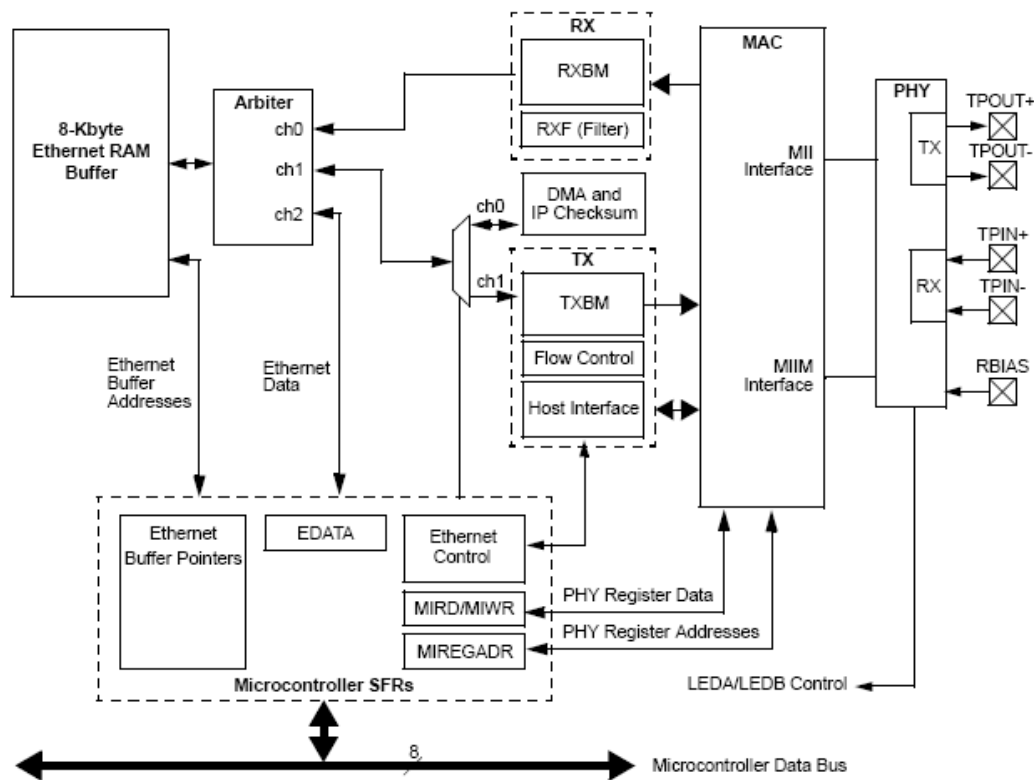 8-Kbyte
Ethernet RAM
Buffer
Arbiter
ch0
ch1
ch2
RX
RXBM
RXF (Filter)
ch0
ch1
DMA and
IP Checksum
TX
TXBM
Flow Control
Host Interface
MAC
MII
Interface
MIIM
Interface
PHY
TX
RX
TPOUT+
TPOUT-
TPIN+
TPIN-
RBIAS
Ethernet
Buffer
Addresses
Ethernet
Data
Ethernet
Buffer Pointers
EDATA
Ethernet
Control
MIRD/MIWR
MIREGADR
Microcontroller SFRs
PHY Register Data
PHY Register Addresses
LEDA/LEDB Control
8
Microcontroller Data Bus